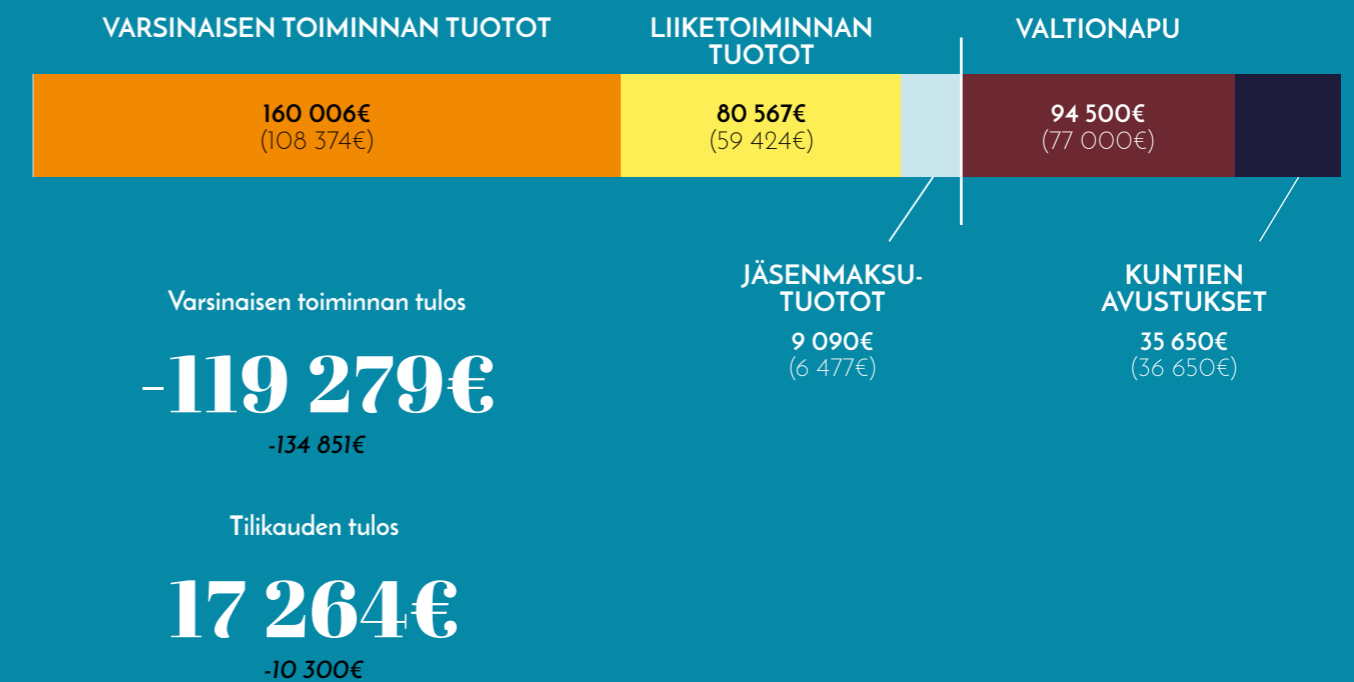 VARSINAISEN TOIMINNAN TUOTOT
160 006€
(108 374€)
LIIKETOIMINNAN
TUOTOT
80 567€
(59 424€)
VALTIONAPU
94 500€
(77 000€)
JÄSENMAKSU-
TUOTOT
9 090€
(6 477€)
KUNTIEN
AVUSTUKSET
35 650€
(36 650€)
Varsinaisen toiminnan tulos
-119 279€
-134 851€
Tilikauden tulos
17 264€
-10 300€